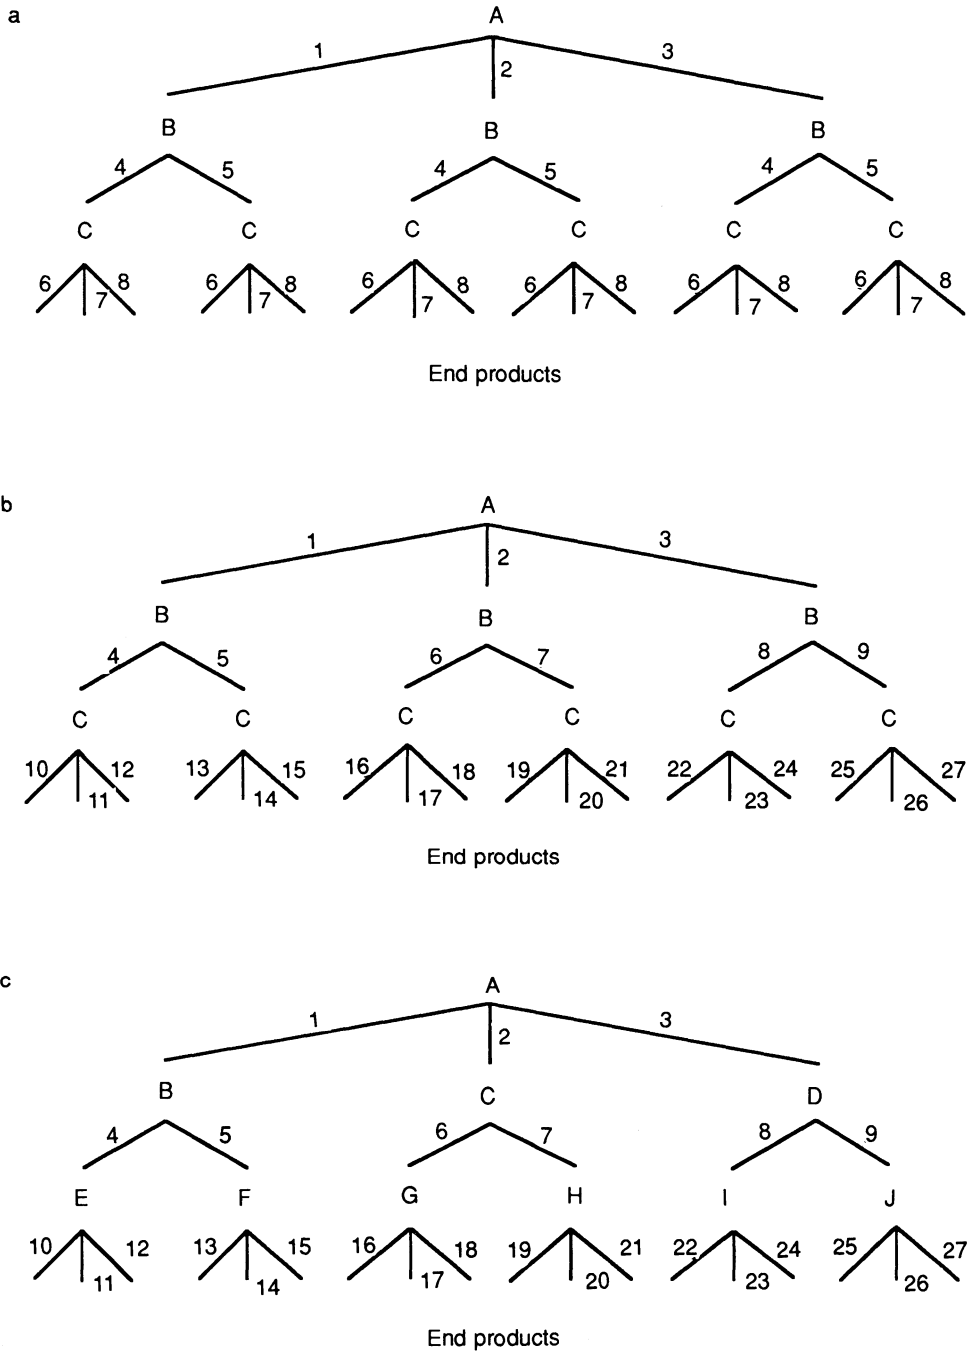 a
A
1 2 3
B B B
4 5 4 5 4 5
C C C C C C
6 7 8 6 7 8 6 7 8 6 7 8 6 7 8 6 7 8
End products
b
A
1 2 3
B B B
4 5 6 7 8 9
C C C C C C
10 11 12 13 14 15 16 17 18 19 20 21 22 23 24 25 26 27
End products
c
A
1 2 3
B C D
4 5 6 7 8 9
E F G H I J
10 11 12 13 14 15 16 17 18 19 20 21 22 23 24 25 26 27
End products